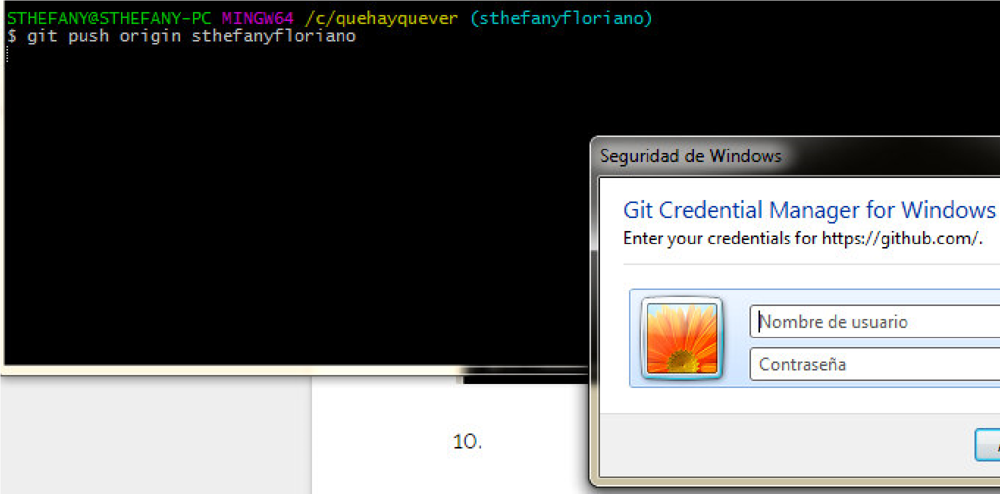 STHEFANY@STHEFANY-PC MINGW64 /c/quehayquever (sthefanyfloriano)
$ git push origin sthefanyfloriano
Seguridad de Windows
Git Credential Manager for Windows
Enter your credentials for https://github.com/.
Nombre de usuario
Contraseña
10.